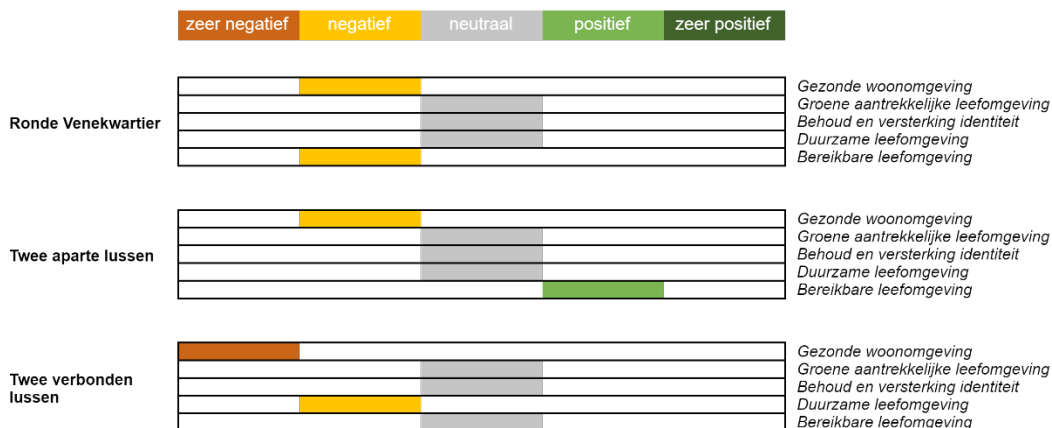 zeer negatief negatief neutraal positief zeer positief
Gezonde woonomgeving
Groene aantrekkelijke leefomgeving
Ronde Venekwartier Behoud en versterking identiteit
Duurzame leefomgeving
Bereikbare leefomgeving
Gezonde woonomgeving
Groene aantrekkelijke leefomgeving
Twee aparte lussen Behoud en versterking identiteit
Duurzame leefomgeving
Bereikbare leefomgeving
Gezonde woonomgeving
Groene aantrekkelijke leefomgeving
Twee verbonden Behoud en versterking identiteit
lussen Duurzame leefomgeving
Bereikbare leefomgeving